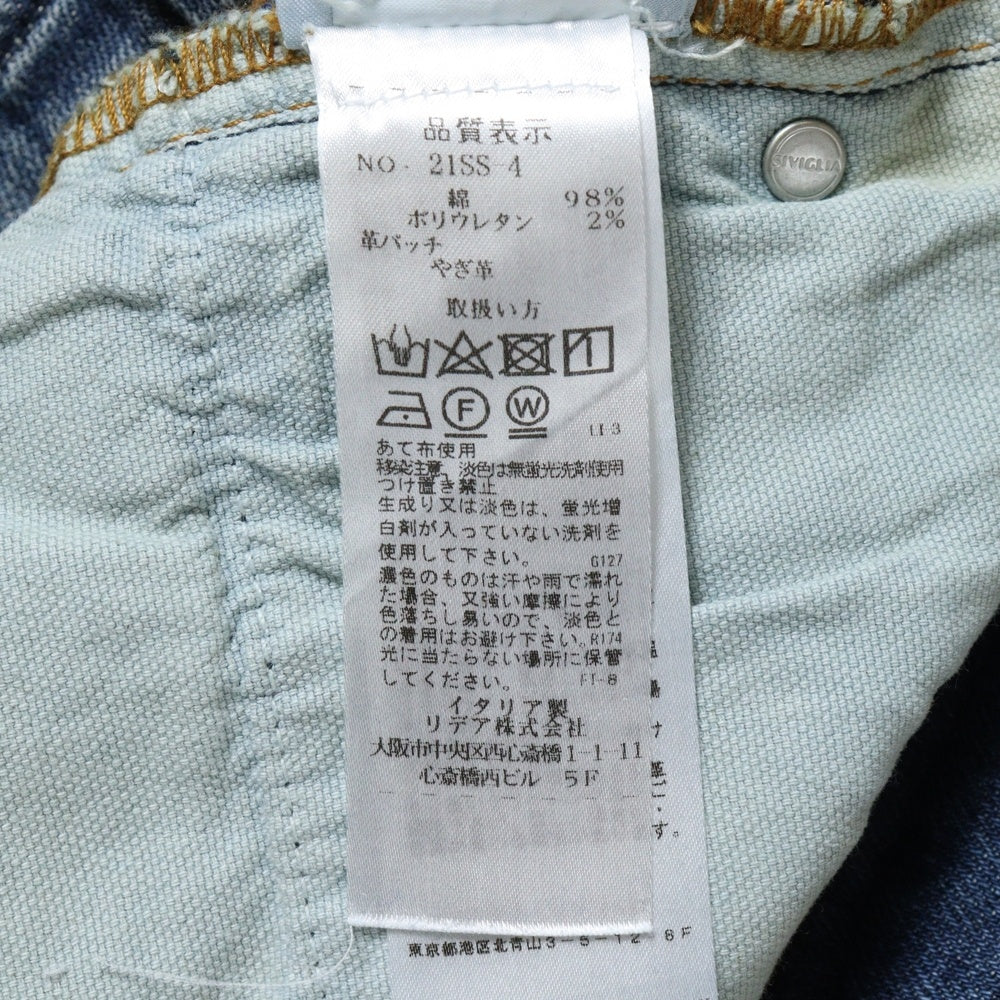 品質表示
NO. 21SS-4
綿 98%
ポリウレタン 2%
革パッチ
やぎ革
取扱い方
F W
LI-3
あて布使用
移染注意、淡色は無蛍光洗剤使用
つけ置き禁止
生成り又は淡色は、蛍光増
白剤が入っていない洗剤を
使用して下さい。 G127
濃色のものは汗や雨で濡れ
た場合、又強い摩擦により
色落ちし易いので、淡色と
の着用はお避け下さい。R174
光に当たらない場所に保管
してください。 FT-8
イタリア製
リデア株式会社
大阪市中央区西心斎橋1-1-11
心斎橋西ビル 5F
す。
東京都港区北青山3-5-12 6F
SIVIGLIA